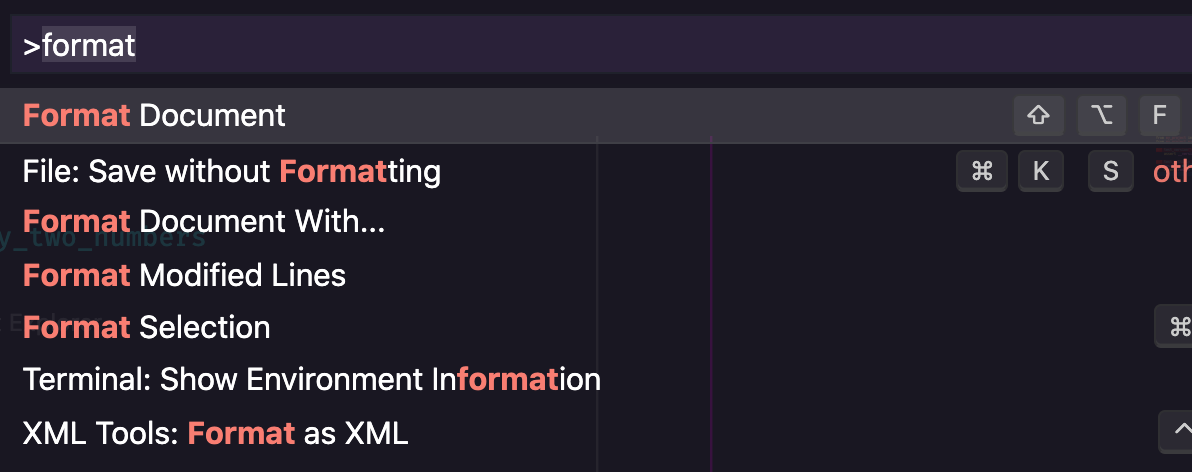 >format
Format Document ⇧ ⌥ F
File: Save without Formatting ⌘ K S oth
Format Document With...
y_two_numbers
Format Modified Lines
Format Selection ⌘
Terminal: Show Environment Information
XML Tools: Format as XML ^